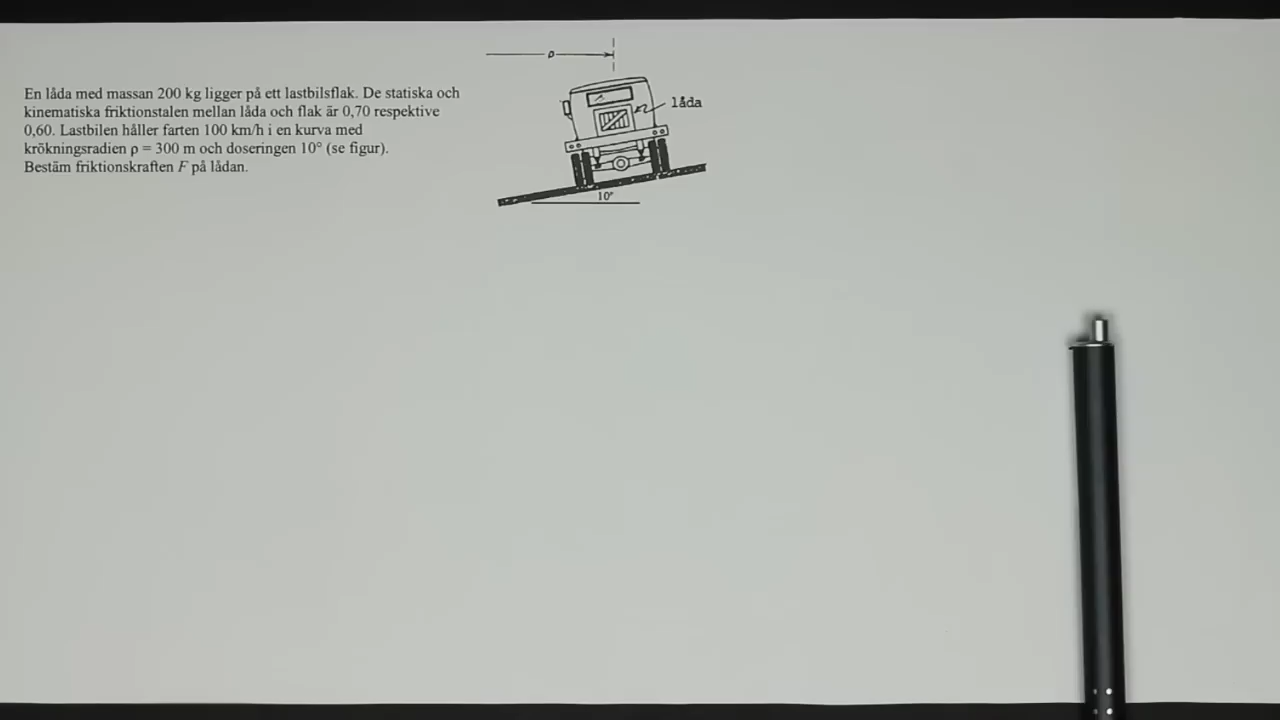 En låda med massan 200 kg ligger på ett lastbilsflak. De statiska och
kinematiska friktionstalen mellan låda och flak är 0,70 respektive
0,60. Lastbilen håller farten 100 km/h i en kurva med
krökningsradien ρ = 300 m och doseringen 10° (se figur).
Bestäm friktionskraften F på lådan.
ρ
låda
10°